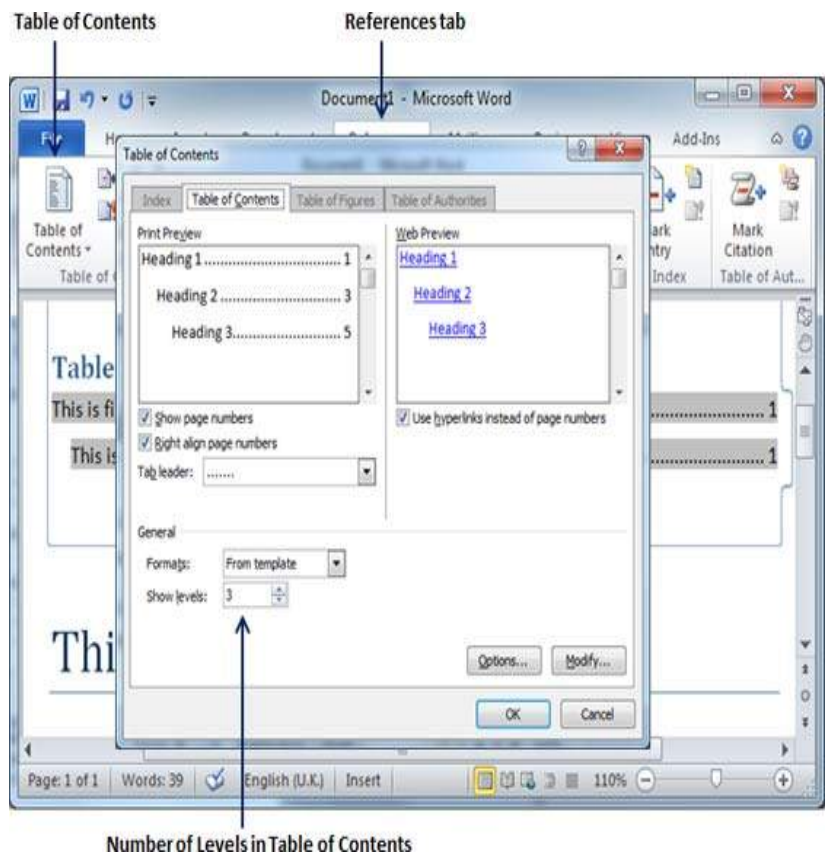 Table of Contents References tab
Document1 - Microsoft Word
File Add-Ins
Table of Contents
Index Table of Contents Table of Figures Table of Authorities
Table of
Contents
Mark
Citation
Index Table of Aut...
Print Preview Web Preview
Heading 1 ................................ 1 Heading 1
Heading 2 ............................ 3 Heading 2
Heading 3......................... 5 Heading 3
Table
This is 1
This is 1
Show page numbers Use hyperlinks instead of page numbers
Right align page numbers
Tab leader: .......
General
Formats: From template
Show levels: 3
Thi
Options... Modify...
OK Cancel
Page: 1 of 1 Words: 39 English (U.K.) Insert 110%
Number of Levels in Table of Contents